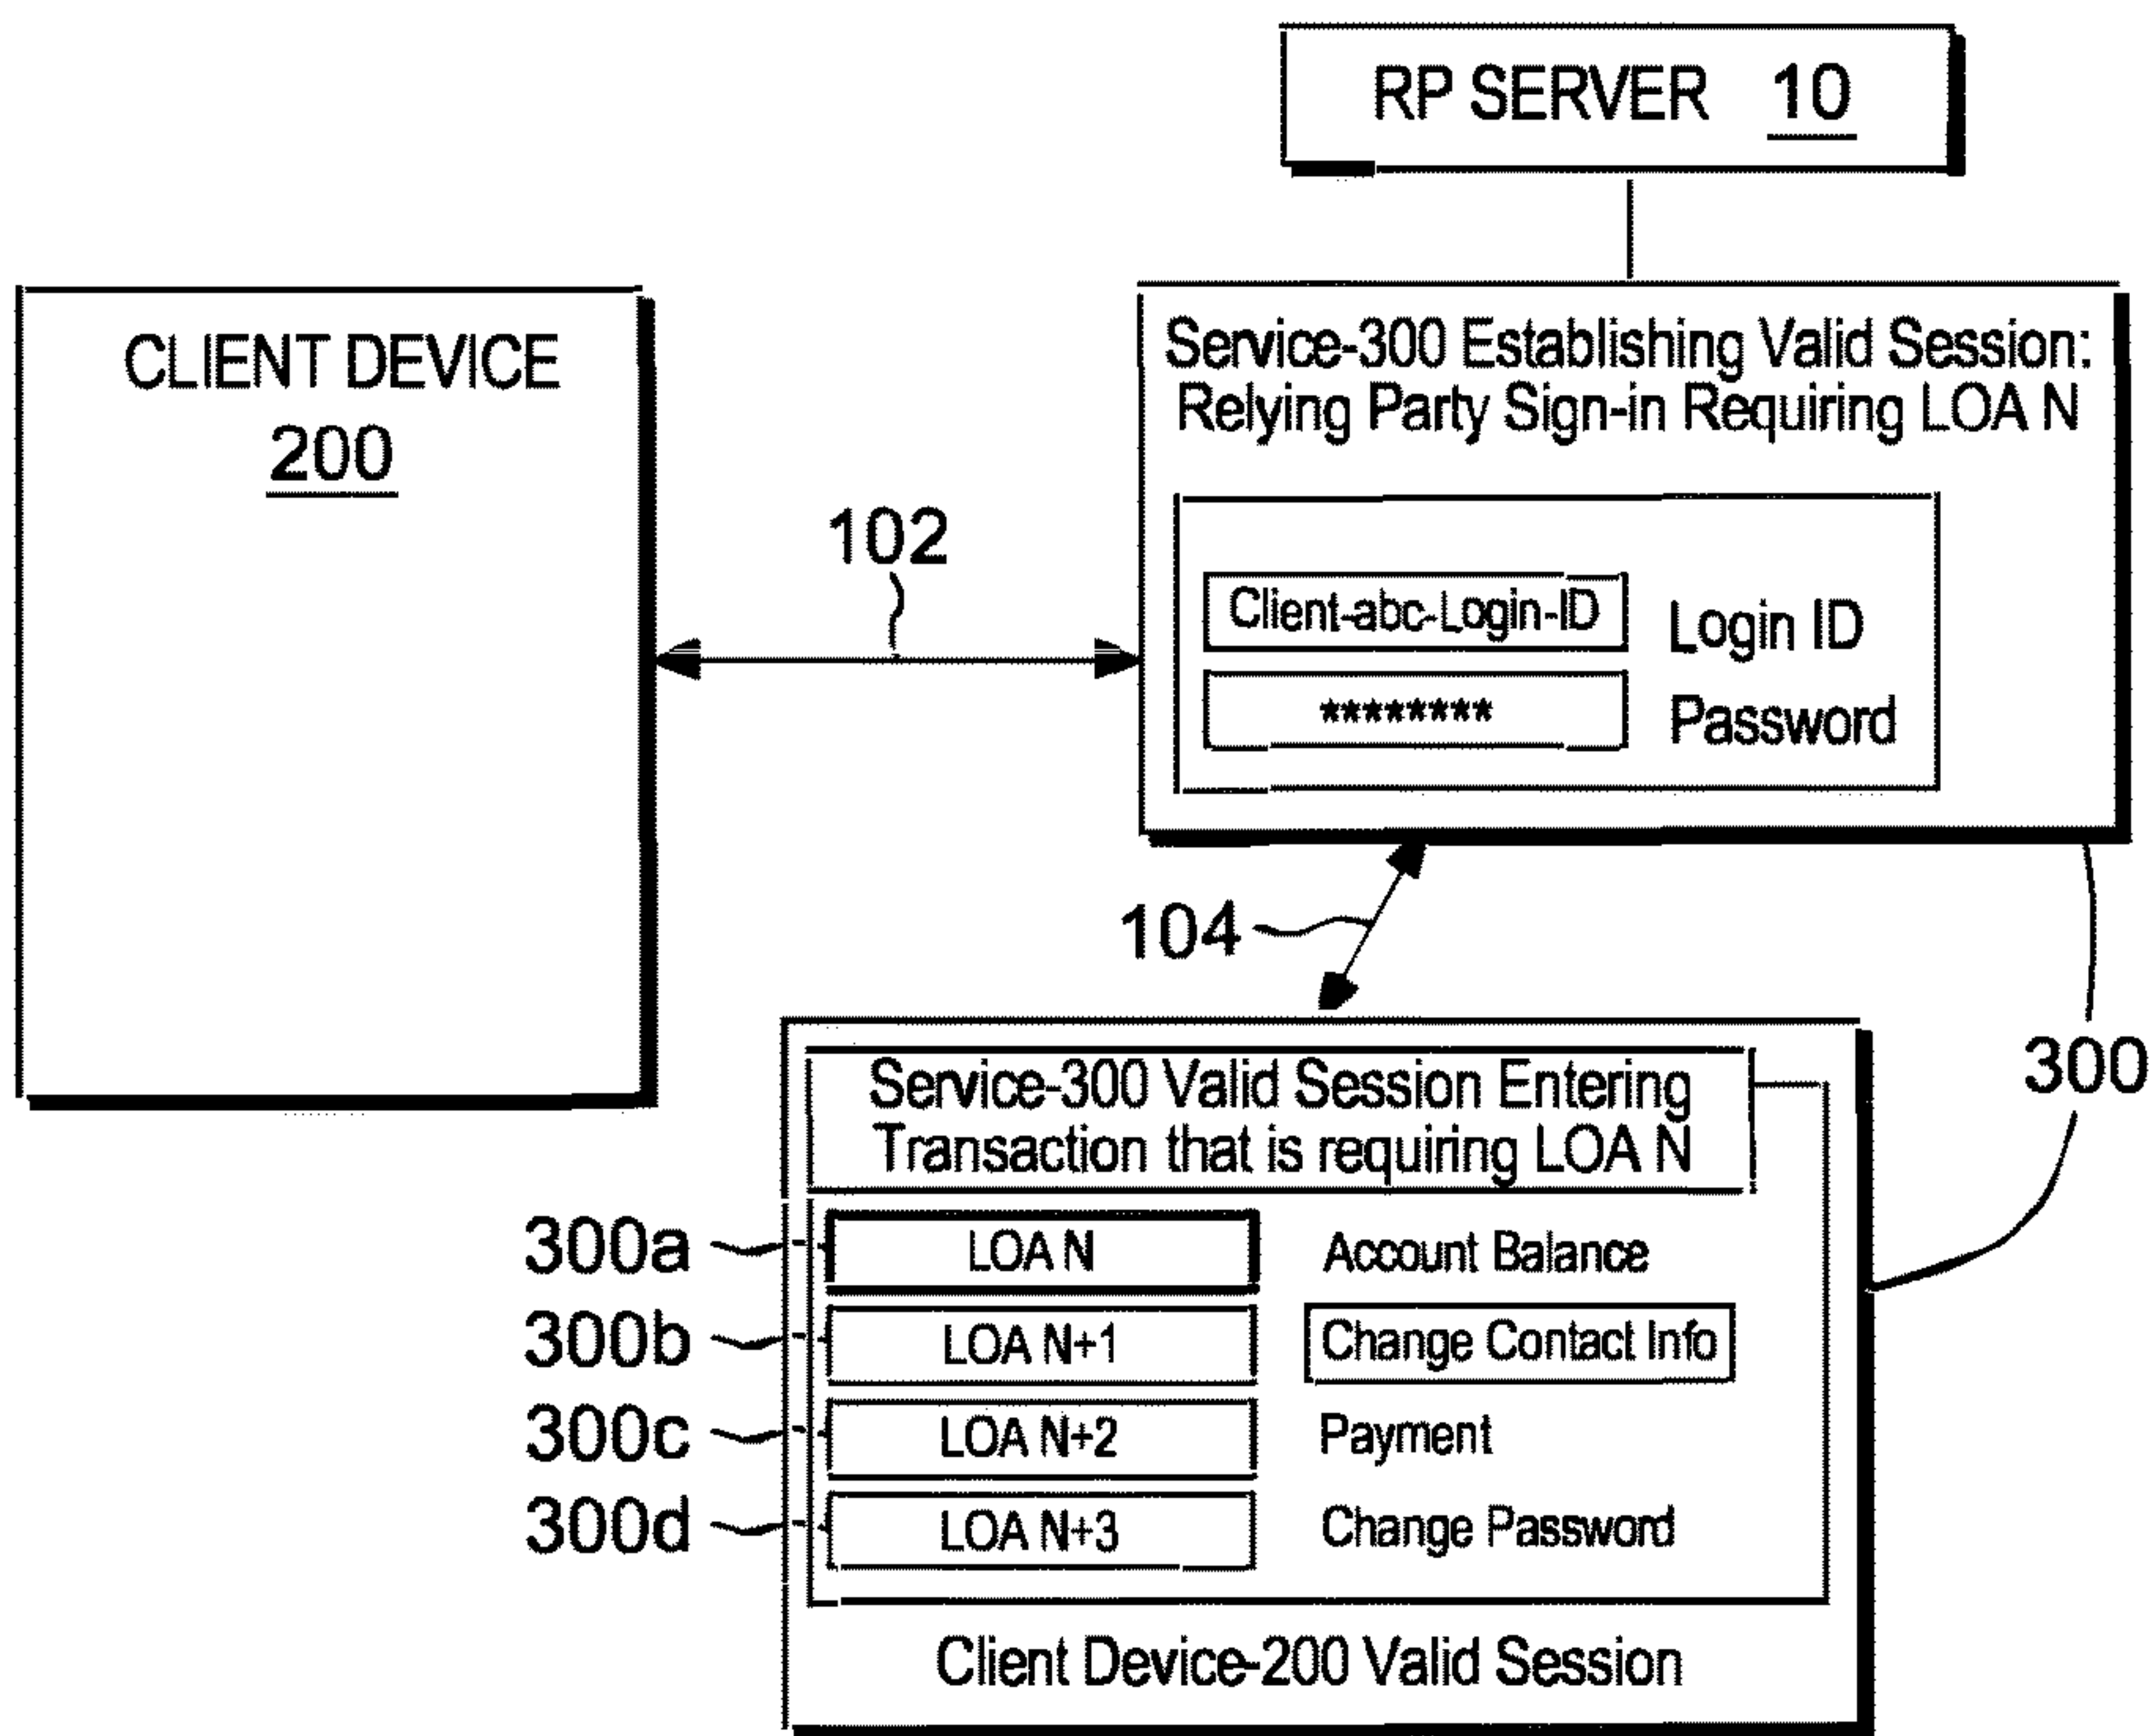 RP SERVER 10
CLIENT DEVICE
200
Service-300 Establishing Valid Session:
Relying Party Sign-in Requiring LOA N
102
Client-abc-Login-ID Login ID
******** Password
104
300
Service-300 Valid Session Entering
Transaction that is requiring LOA N
300a LOA N Account Balance
300b LOA N+1 Change Contact Info
300c LOA N+2 Payment
300d LOA N+3 Change Password
Client Device-200 Valid Session